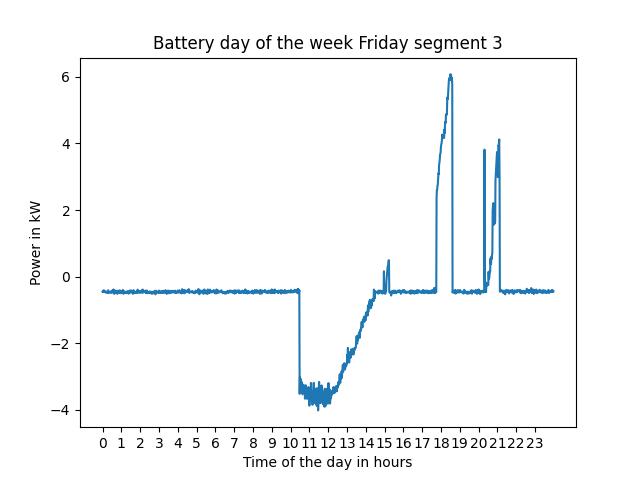 Battery day of the week Friday segment 3
Power in kW
6
4
2
0
−2
−4
0 1 2 3 4 5 6 7 8 9 10 11 12 13 14 15 16 17 18 19 20 21 22 23
Time of the day in hours